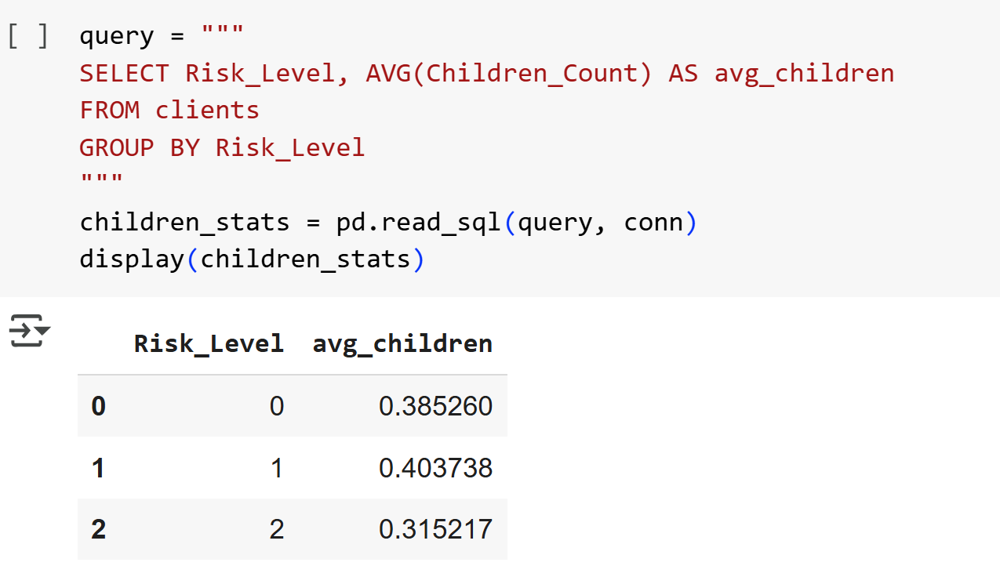 [ ] query = """
SELECT Risk_Level, AVG(Children_Count) AS avg_children
FROM clients
GROUP BY Risk_Level
"""
children_stats = pd.read_sql(query, conn)
display(children_stats)
Risk_Level avg_children
0 0 0.385260
1 1 0.403738
2 2 0.315217